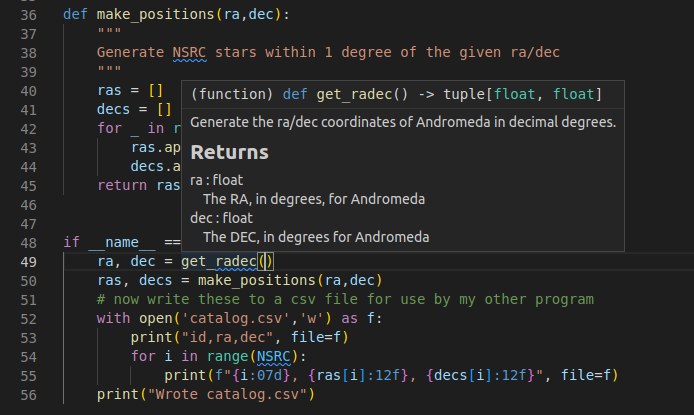 36 def make_positions(ra,dec):
37 """
38 Generate NSRC stars within 1 degree of the given ra/dec
39 """
40 ras = []
41 decs = []
42 for _ in r
43 ras.ap
44 decs.a
45 return ras
(function) def get_radec() -> tuple[float, float]
Generate the ra/dec coordinates of Andromeda in decimal degrees.
Returns
ra : float
The RA, in degrees, for Andromeda
dec : float
The DEC, in degrees for Andromeda
46
47
48 if __name__ ==
49 ra, dec = get_radec()
50 ras, decs = make_positions(ra,dec)
51 # now write these to a csv file for use by my other program
52 with open('catalog.csv','w') as f:
53 print("id,ra,dec", file=f)
54 for i in range(NSRC):
55 print(f"{i:07d}, {ras[i]:12f}, {decs[i]:12f}", file=f)
56 print("Wrote catalog.csv")